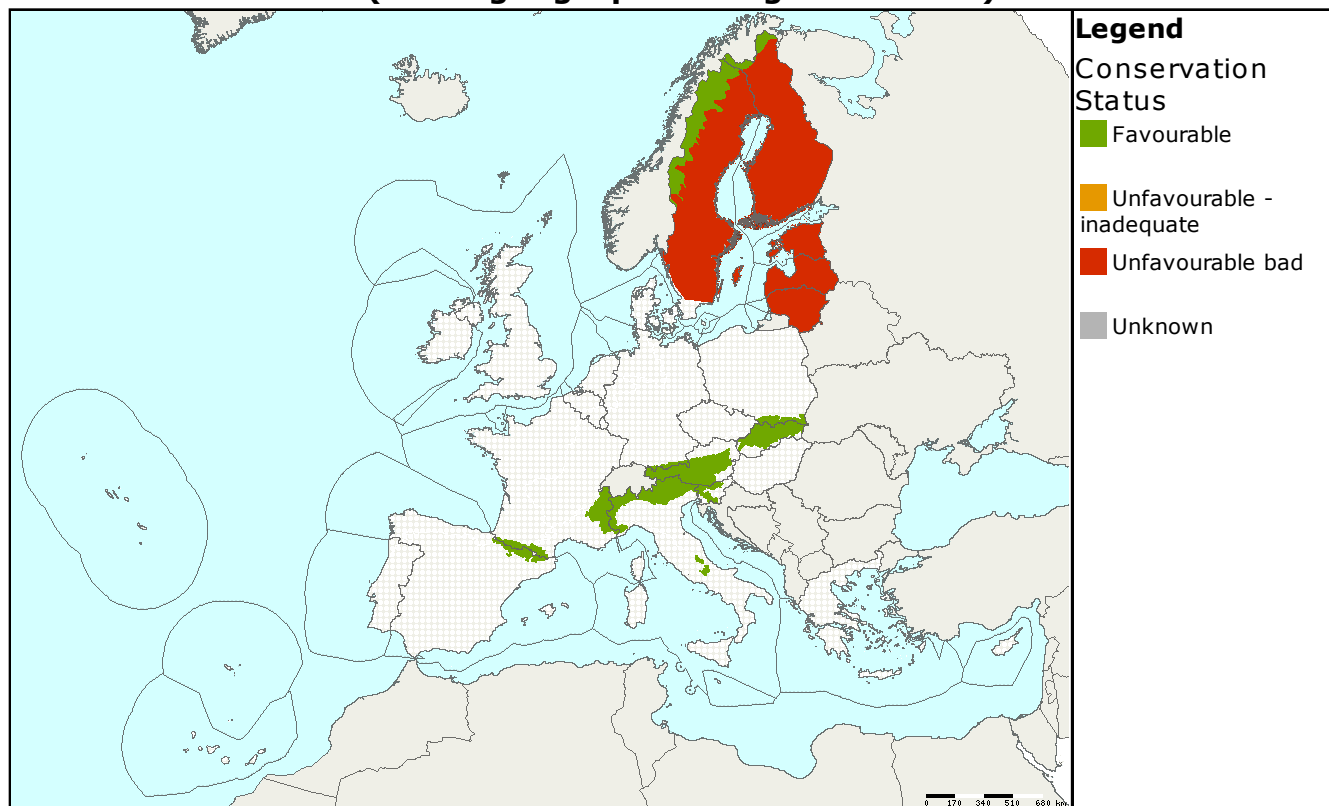 Legend
Conservation
Status
Favourable
Unfavourable -
inadequate
Unfavourable bad
Unknown
0 170 340 510 680 km